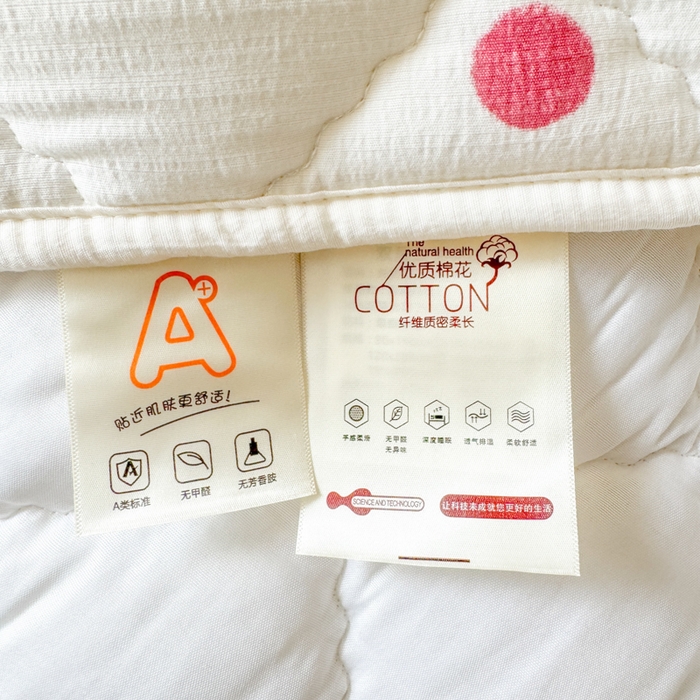 A+
贴近肌肤更舒适!
A
A类标准
无甲醛
无芳香胺
The
natural health
优质棉花
COTTON
纤维质密柔长
手感柔滑
无甲醛
无异味
深度睡眠
透气排湿
柔软舒适
SCIENCE AND TECHNOLOGY
让科技来成就您更好的生活